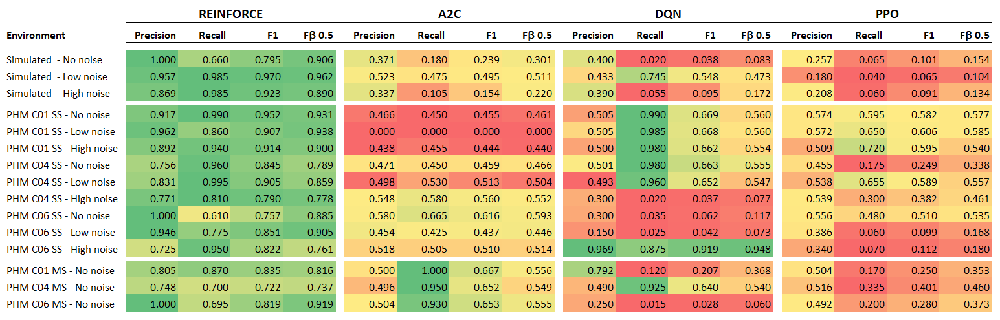 REINFORCE A2C DQN PPO
Environment Precision Recall F1 Fβ 0.5 Precision Recall F1 Fβ 0.5 Precision Recall F1 Fβ 0.5 Precision Recall F1 Fβ 0.5
Simulated - No noise 1.000 0.660 0.795 0.906 0.371 0.180 0.239 0.301 0.400 0.020 0.038 0.083 0.257 0.065 0.101 0.154
Simulated - Low noise 0.957 0.985 0.970 0.962 0.523 0.475 0.495 0.511 0.433 0.745 0.548 0.473 0.180 0.040 0.065 0.104
Simulated - High noise 0.869 0.985 0.923 0.890 0.337 0.105 0.154 0.220 0.390 0.055 0.095 0.172 0.208 0.060 0.091 0.134
PHM C01 SS - No noise 0.917 0.990 0.952 0.931 0.466 0.450 0.455 0.461 0.505 0.990 0.669 0.560 0.574 0.595 0.582 0.577
PHM C01 SS - Low noise 0.962 0.860 0.907 0.938 0.000 0.000 0.000 0.000 0.505 0.985 0.668 0.560 0.572 0.650 0.606 0.585
PHM C01 SS - High noise 0.892 0.940 0.914 0.900 0.438 0.455 0.444 0.440 0.500 0.980 0.662 0.554 0.509 0.720 0.595 0.540
PHM C04 SS - No noise 0.756 0.960 0.845 0.789 0.471 0.450 0.459 0.466 0.501 0.980 0.663 0.555 0.455 0.175 0.249 0.338
PHM C04 SS - Low noise 0.831 0.995 0.905 0.859 0.498 0.530 0.513 0.504 0.493 0.960 0.652 0.547 0.538 0.655 0.589 0.557
PHM C04 SS - High noise 0.771 0.810 0.790 0.778 0.548 0.580 0.560 0.552 0.300 0.020 0.037 0.077 0.539 0.300 0.382 0.461
PHM C06 SS - No noise 1.000 0.610 0.757 0.885 0.580 0.665 0.616 0.593 0.300 0.035 0.062 0.117 0.556 0.480 0.510 0.535
PHM C06 SS - Low noise 0.946 0.775 0.851 0.905 0.454 0.425 0.437 0.446 0.150 0.025 0.042 0.073 0.386 0.060 0.099 0.168
PHM C06 SS - High noise 0.725 0.950 0.822 0.761 0.518 0.505 0.510 0.514 0.969 0.875 0.919 0.948 0.340 0.070 0.112 0.180
PHM C01 MS - No noise 0.805 0.870 0.835 0.816 0.500 1.000 0.667 0.556 0.792 0.120 0.207 0.368 0.504 0.170 0.250 0.353
PHM C04 MS - No noise 0.748 0.700 0.722 0.737 0.496 0.950 0.652 0.549 0.490 0.925 0.640 0.540 0.516 0.335 0.401 0.460
PHM C06 MS - No noise 1.000 0.695 0.819 0.919 0.504 0.930 0.653 0.555 0.250 0.015 0.028 0.060 0.492 0.200 0.280 0.373